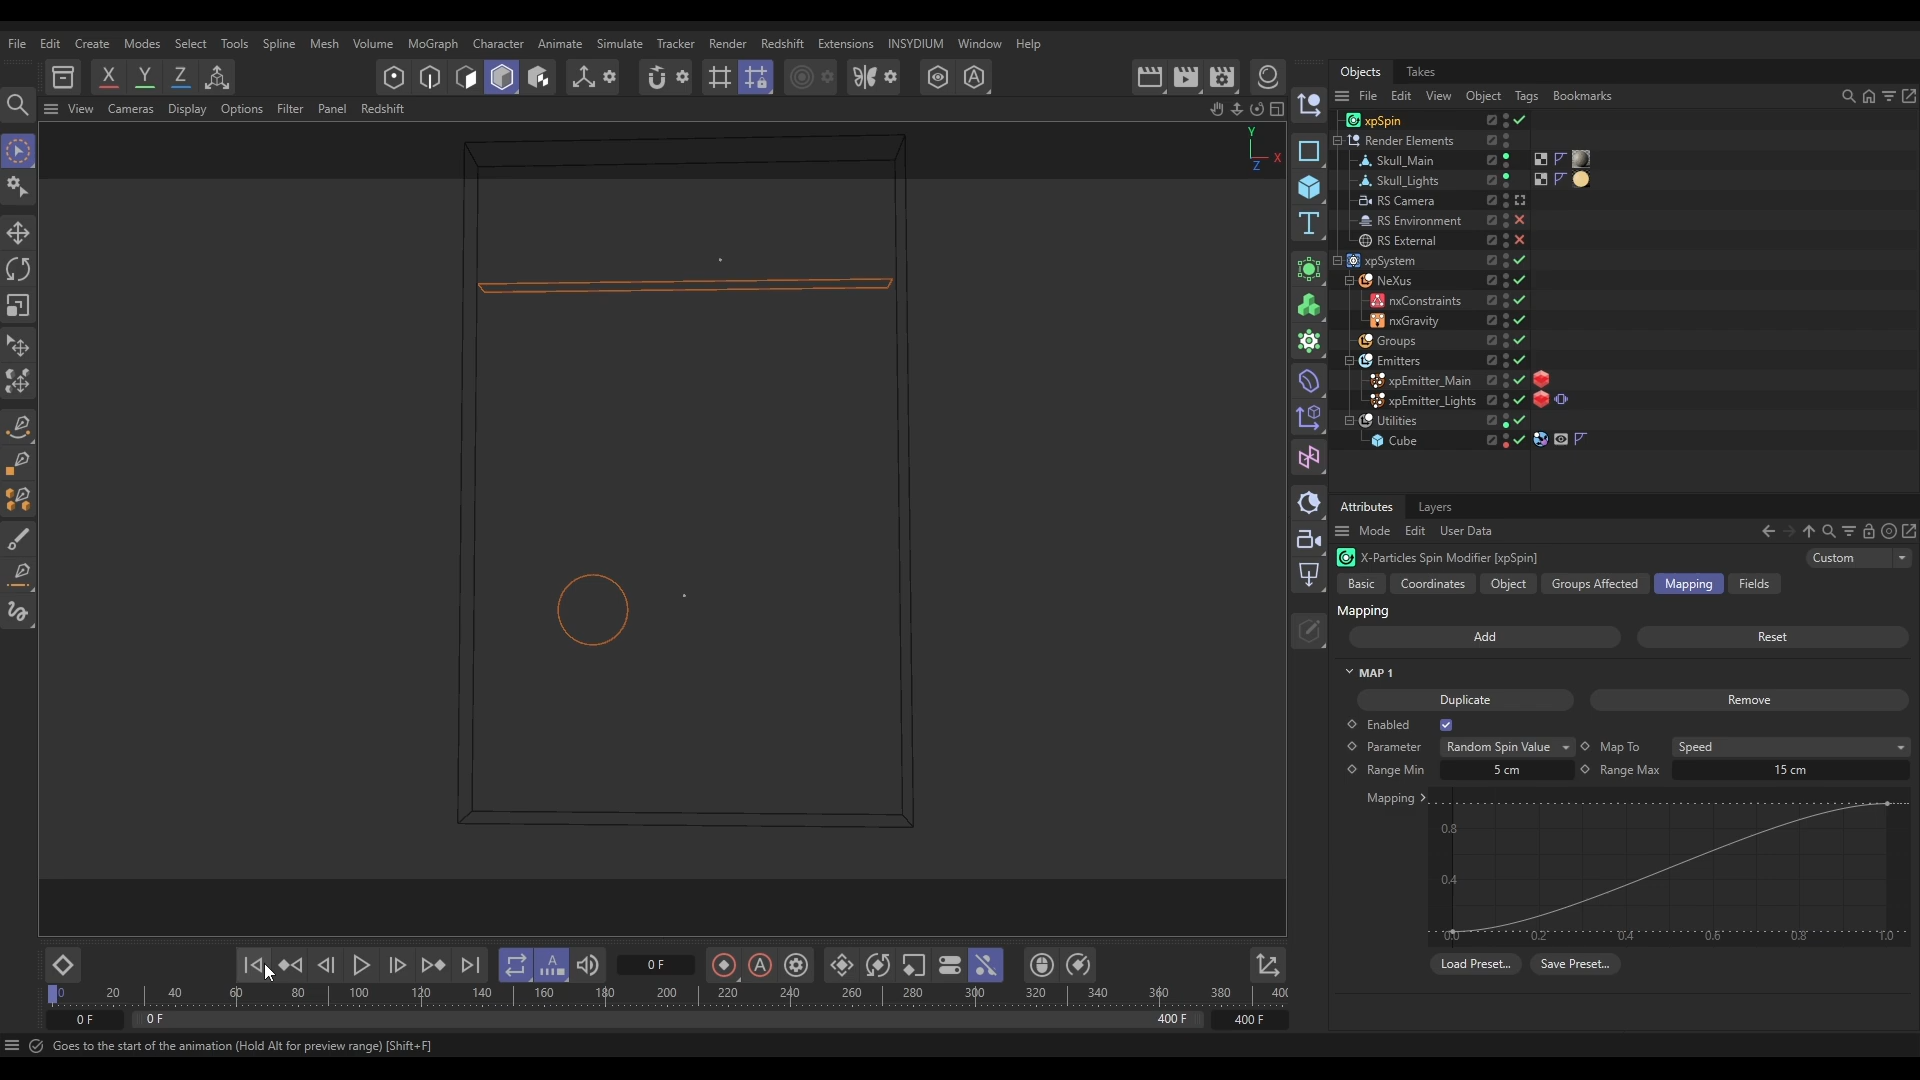 File Edit Create Modes Select Tools Spline Mesh Volume MoGraph Character Animate Simulate Tracker Render Redshift Extensions INSYDIUM Window Help
X Y Z
View Cameras Display Options Filter Panel Redshift
Y
X
Z
Objects Takes
File Edit View Object Tags Bookmarks
xpSpin
Render Elements
Skull_Main
Skull_Lights
RS Camera
RS Environment
RS External
xpSystem
NeXus
nxConstraints
nxGravity
Groups
Emitters
xpEmitter_Main
xpEmitter_Lights
Utilities
Cube
Attributes Layers
Mode Edit User Data
X-Particles Spin Modifier [xpSpin] Custom
Basic Coordinates Object Groups Affected Mapping Fields
Mapping
Add Reset
MAP 1
Duplicate Remove
Enabled
Parameter Random Spin Value Map To Speed
Range Min 5 cm Range Max 15 cm
Mapping
0.8
0.4
0.0 0.2 0.4 0.6 0.8 1.0
Load Preset... Save Preset...
0 F
0 20 40 60 80 100 120 140 160 180 200 220 240 260 280 300 320 340 360 380 400
0 F 0 F 400 F 400 F
Goes to the start of the animation (Hold Alt for preview range) [Shift+F]